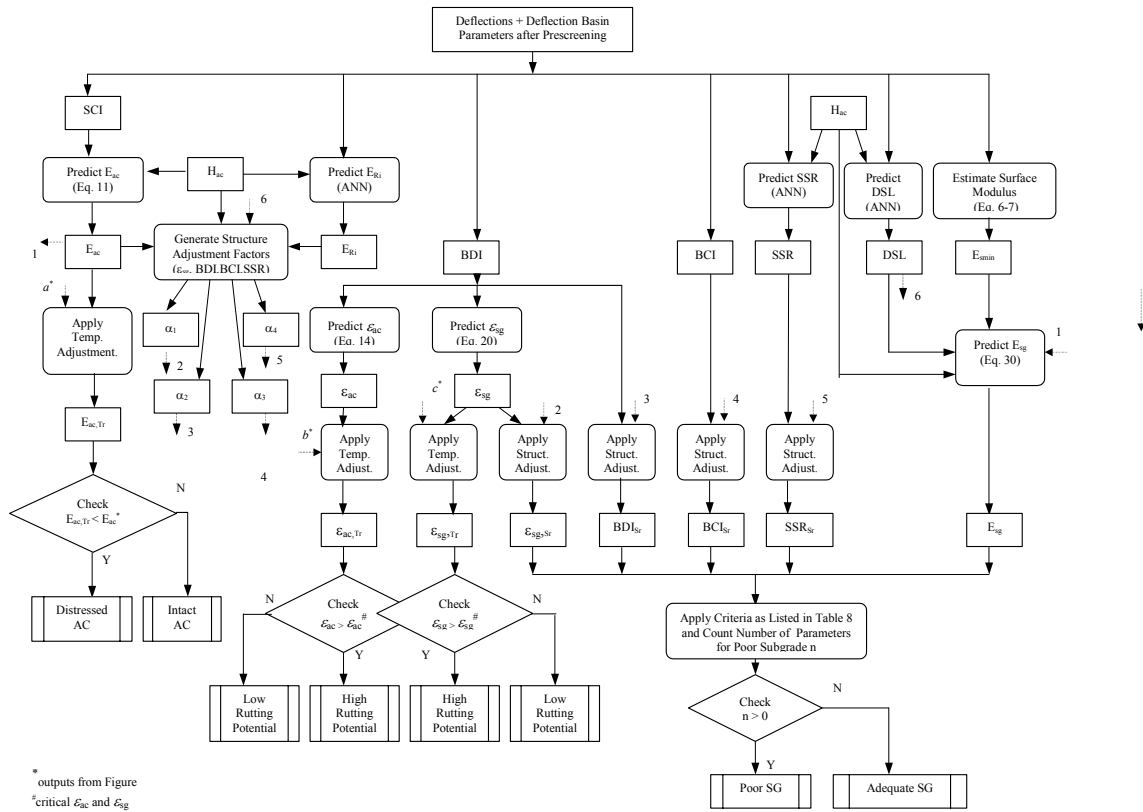 Deflections + Deflection Basin
Parameters after Prescreening
SCI
H_ac
Predict E_ac
(Eq. 11)
H_ac
Predict E_Ri
(ANN)
Predict SSR
(ANN)
Predict
DSL
(ANN)
Estimate Surface
Modulus
(Eq. 6-7)
6
1
E_ac
Generate Structure
Adjustment Factors
(ε_sg, BDI,BCI,SSR)
E_Ri
BDI
BCI
SSR
DSL
E_smin
6
a*
Apply
Temp.
Adjustment.
α₁
α₄
Predict ε_ac
(Eq. 14)
Predict ε_sg
(Eq. 20)
Predict E_sg
(Eq. 30)
1
2
5
α₂
α₃
ε_ac
c*
ε_sg
2
3
4
5
E_ac,Tr
3
4
b*
Apply
Temp.
Adjust.
Apply
Temp.
Adjust.
Apply
Struct.
Adjust.
Apply
Struct.
Adjust.
Apply
Struct.
Adjust.
Apply
Struct.
Adjust.
Check
E_ac,Tr < E_ac*
N
Y
ε_ac,Tr
ε_sg,Tr
ε_sg,Sr
BDI_Sr
BCI_Sr
SSR_Sr
E_sg
Distressed
AC
Intact
AC
N
Check
ε_ac > ε_ac#
Y
Check
ε_sg > ε_sg#
Y
N
Apply Criteria as Listed in Table 8
and Count Number of Parameters
for Poor Subgrade n
Low
Rutting
Potential
High
Rutting
Potential
High
Rutting
Potential
Low
Rutting
Potential
Check
n > 0
N
Y
Poor SG
Adequate SG
*outputs from Figure
#critical ε_ac and ε_sg